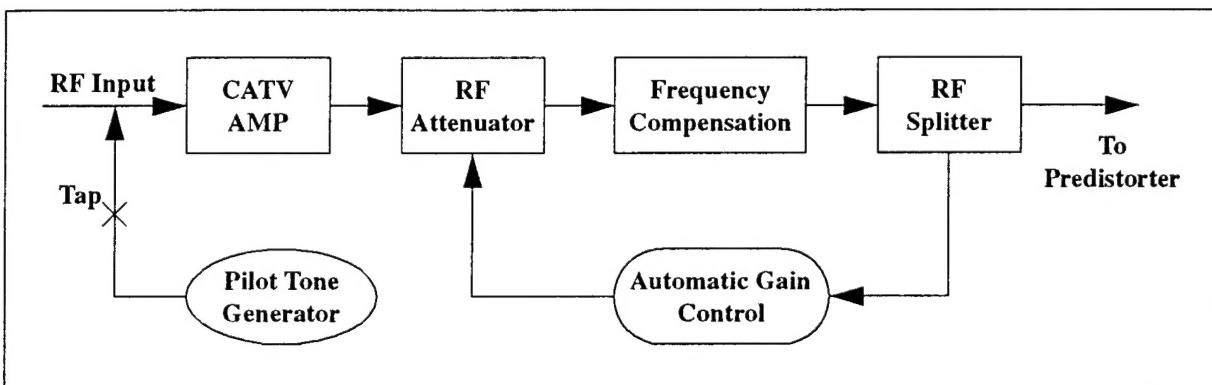 RF Input
CATV
AMP
RF
Attenuator
Frequency
Compensation
RF
Splitter
To
Predistorter
Tap
Pilot Tone
Generator
Automatic Gain
Control